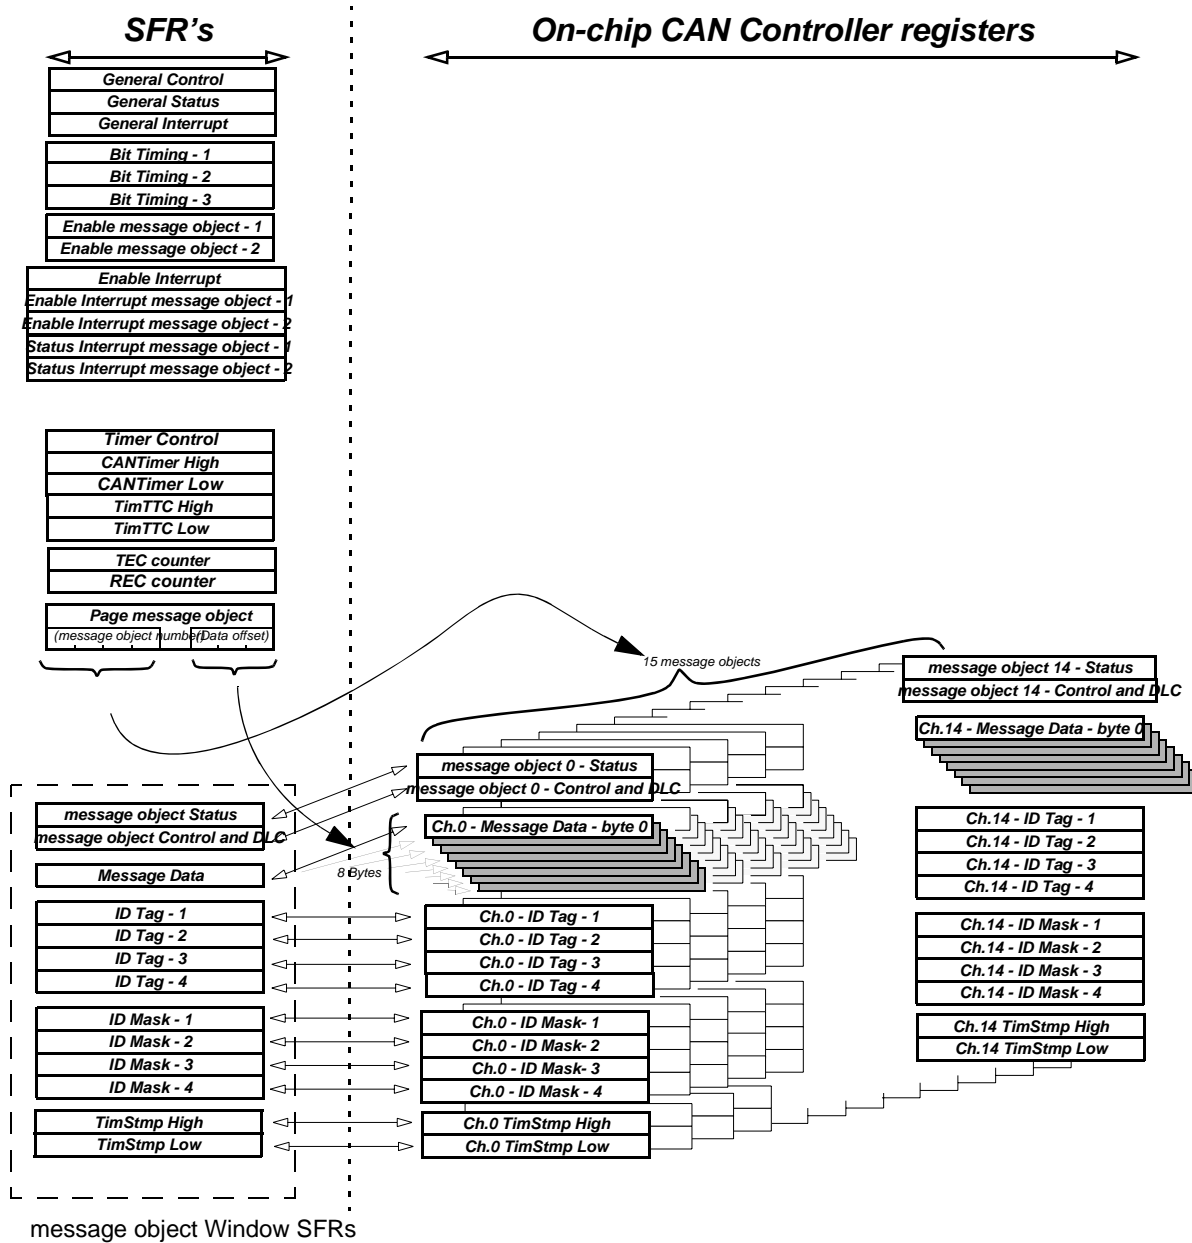 SFR's
On-chip CAN Controller registers
General Control
General Status
General Interrupt
Bit Timing - 1
Bit Timing - 2
Bit Timing - 3
Enable message object - 1
Enable message object - 2
Enable Interrupt
Enable Interrupt message object - 1
Enable Interrupt message object - 2
Status Interrupt message object - 1
Status Interrupt message object - 2
Timer Control
CANTimer High
CANTimer Low
TimTTC High
TimTTC Low
TEC counter
REC counter
Page message object
(message object number)
(Data offset)
15 message objects
message object 14 - Status
message object 14 - Control and DLC
Ch.14 - Message Data - byte 0
Ch.14 - ID Tag - 1
Ch.14 - ID Tag - 2
Ch.14 - ID Tag - 3
Ch.14 - ID Tag - 4
Ch.14 - ID Mask - 1
Ch.14 - ID Mask - 2
Ch.14 - ID Mask - 3
Ch.14 - ID Mask - 4
Ch.14 TimStmp High
Ch.14 TimStmp Low
message object 0 - Status
message object 0 - Control and DLC
Ch.0 - Message Data - byte 0
8 Bytes
Ch.0 - ID Tag - 1
Ch.0 - ID Tag - 2
Ch.0 - ID Tag - 3
Ch.0 - ID Tag - 4
Ch.0 - ID Mask- 1
Ch.0 - ID Mask- 2
Ch.0 - ID Mask- 3
Ch.0 - ID Mask - 4
Ch.0 TimStmp High
Ch.0 TimStmp Low
message object Status
message object Control and DLC
Message Data
ID Tag - 1
ID Tag - 2
ID Tag - 3
ID Tag - 4
ID Mask - 1
ID Mask - 2
ID Mask - 3
ID Mask - 4
TimStmp High
TimStmp Low
message object Window SFRs